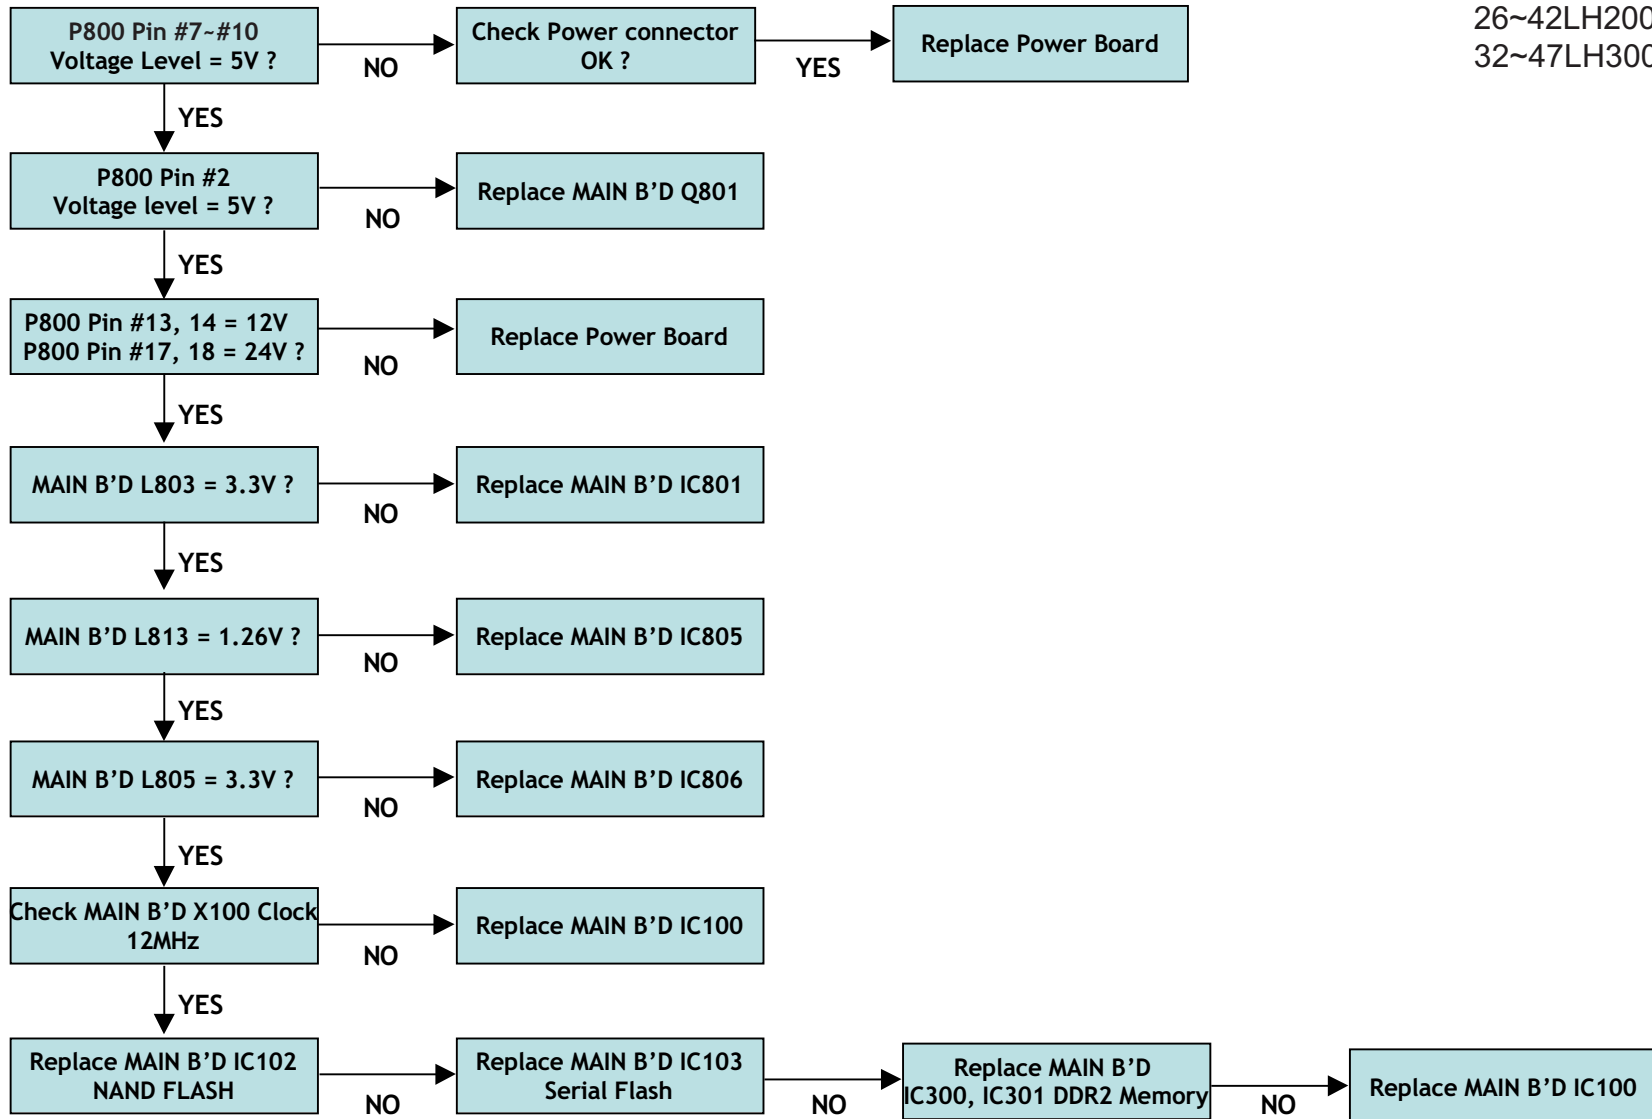 26~42LH200
32~47LH300
P800 Pin #7~#10
Voltage Level = 5V ?
NO
Check Power connector
OK ?
YES
Replace Power Board
YES
P800 Pin #2
Voltage level = 5V ?
NO
Replace MAIN B’D Q801
YES
P800 Pin #13, 14 = 12V
P800 Pin #17, 18 = 24V ?
NO
Replace Power Board
YES
MAIN B’D L803 = 3.3V ?
NO
Replace MAIN B’D IC801
YES
MAIN B’D L813 = 1.26V ?
NO
Replace MAIN B’D IC805
YES
MAIN B’D L805 = 3.3V ?
NO
Replace MAIN B’D IC806
YES
Check MAIN B’D X100 Clock
12MHz
NO
Replace MAIN B’D IC100
YES
Replace MAIN B’D IC102
NAND FLASH
NO
Replace MAIN B’D IC103
Serial Flash
NO
Replace MAIN B’D
IC300, IC301 DDR2 Memory
NO
Replace MAIN B’D IC100